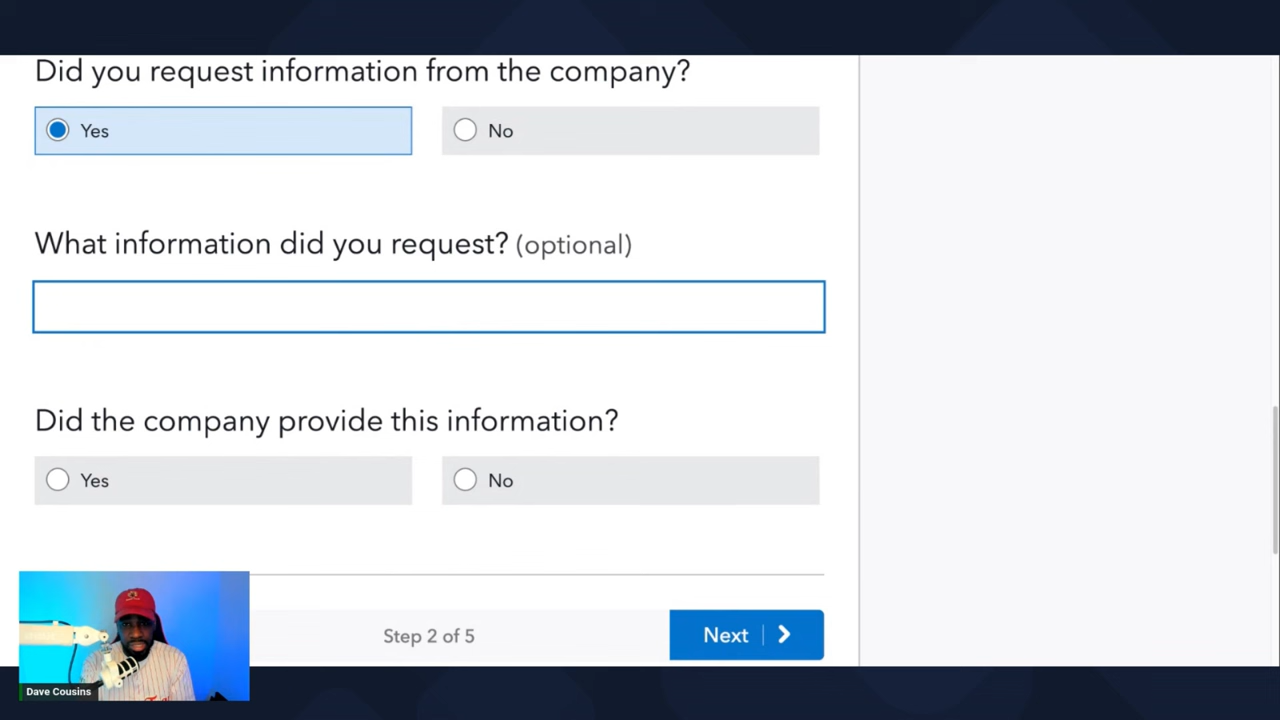 Did you request information from the company?
Yes
No
What information did you request? (optional)
Did the company provide this information?
Yes
No
Step 2 of 5
Next
Dave Cousins